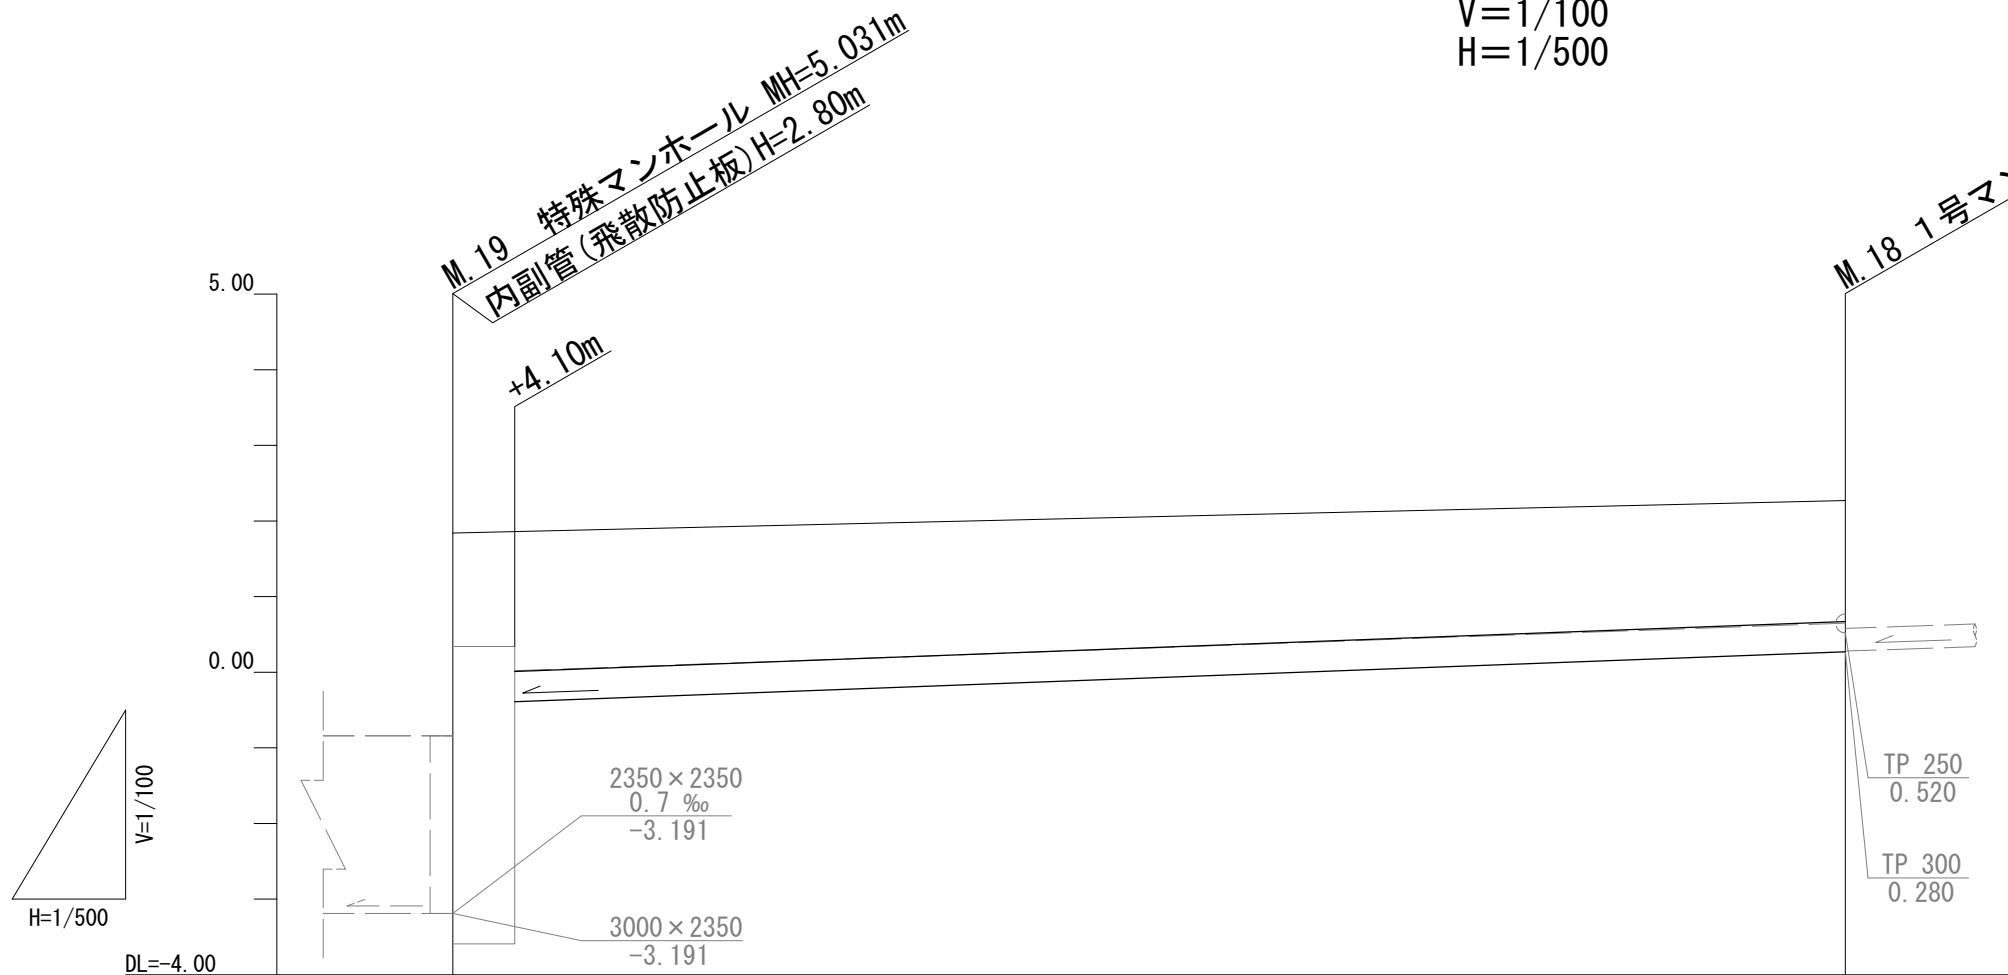 V=1/100
H=1/500
M.19 特殊マンホール MH=5.031m
内副管(飛散防止板)H=2.80m
+4.10m
M.18 1号マン
5.00
0.00
V=1/100
H=1/500
DL=-4.00
2350×2350
0.7 ‰
-3.191
3000×2350
-3.191
TP 250
0.520
TP 300
0.280